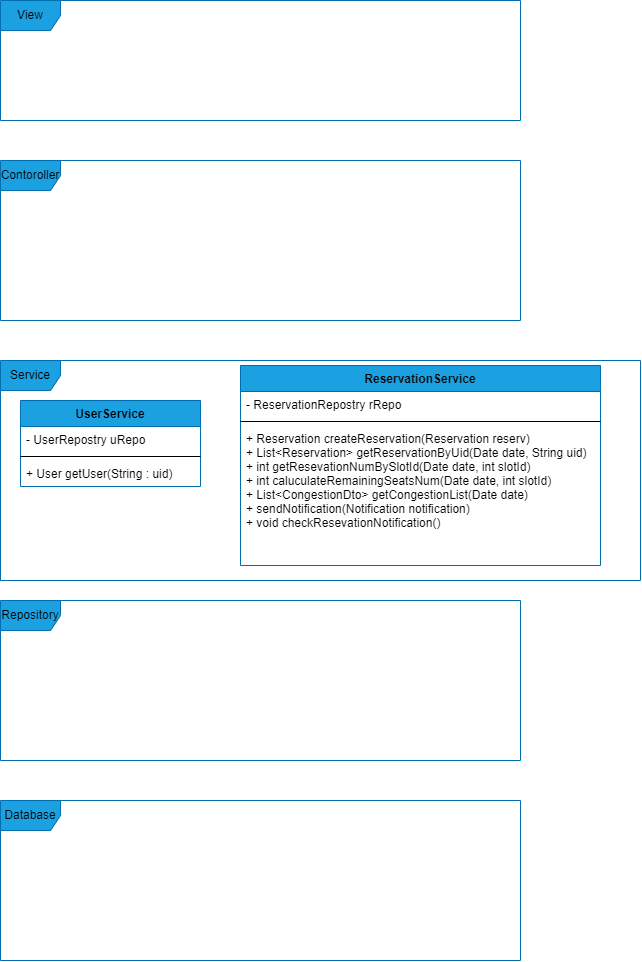 View
Contoroller
Service
UserService
- UserRepostry uRepo
+ User getUser(String : uid)
ReservationService
- ReservationRepostry rRepo
+ Reservation createReservation(Reservation reserv)
+ List<Reservation> getReservationByUid(Date date, String uid)
+ int getResevationNumBySlotId(Date date, int slotId)
+ int caluculateRemainingSeatsNum(Date date, int slotId)
+ List<CongestionDto> getCongestionList(Date date)
+ sendNotification(Notification notification)
+ void checkResevationNotification()
Repository
Database